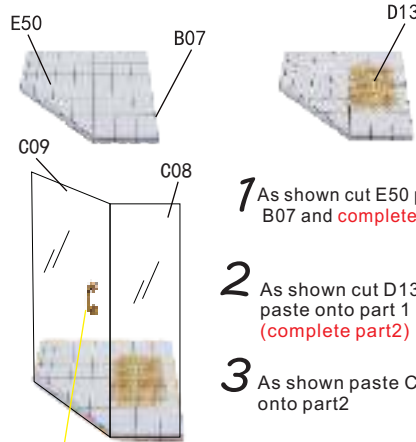 E50
B07
D13
C09
C08
1 As shown cut E50
B07 and complete
2 As shown cut D13
paste onto part 1
(complete part2)
3 As shown paste
onto part2